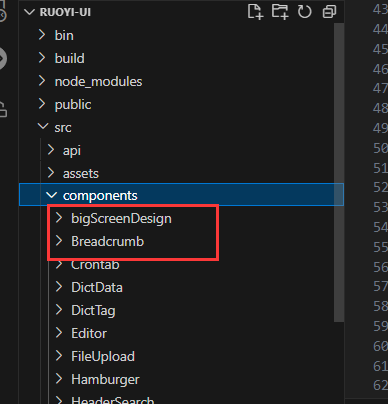 RUOYI-UI
bin
build
node_modules
public
src
api
assets
components
bigScreenDesign
Breadcrumb
Crontab
DictData
DictTag
Editor
FileUpload
Hamburger
HeaderSearch
43
44
45
46
47
48
49
50
51
52
53
54
55
56
57
58
59
60
61
62